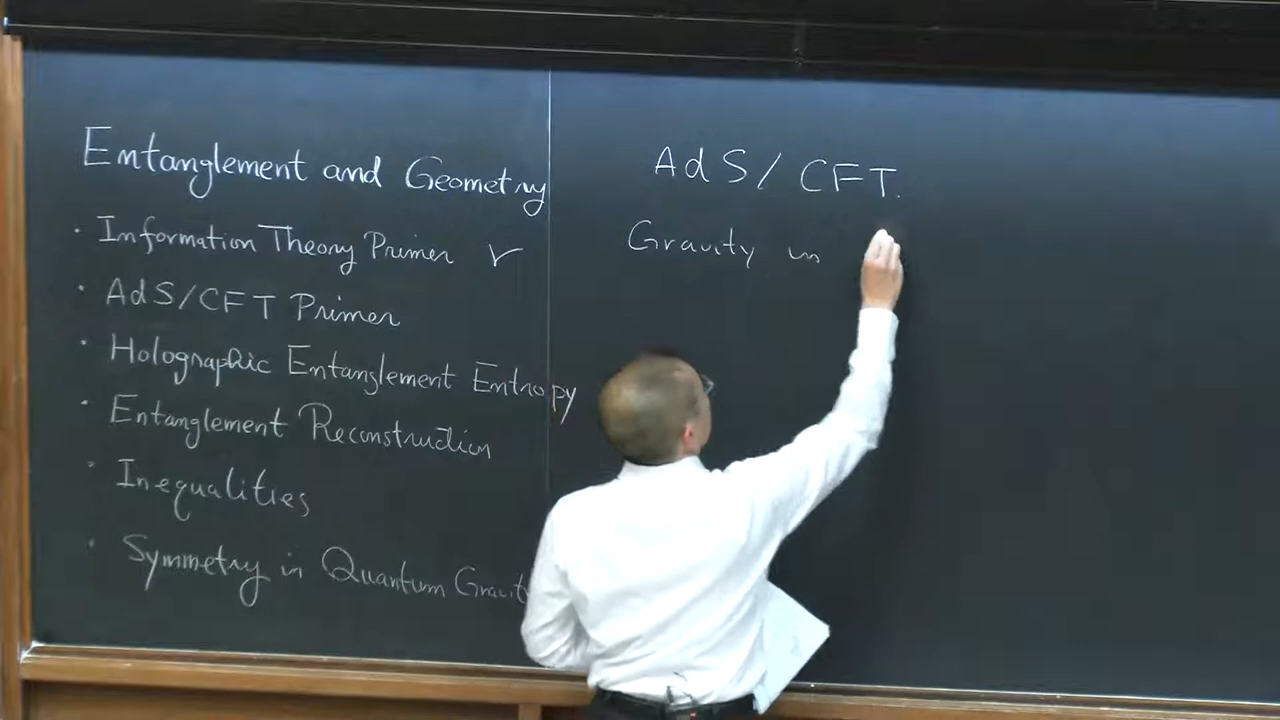 Entanglement and Geometry
· Information Theory Primer ✓
· AdS/CFT Primer
· Holographic Entanglement Entropy
· Entanglement Reconstruction
· Inequalities
· Symmetry in Quantum Gravity
AdS/CFT.
Gravity in